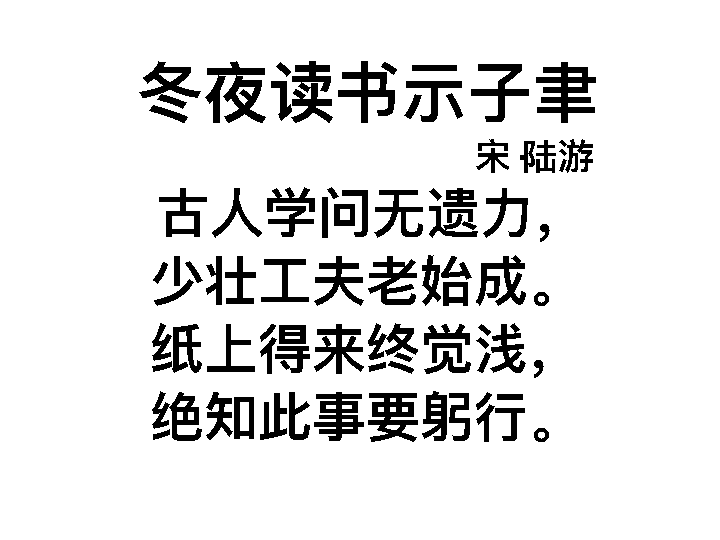 冬夜读书示子聿
宋 陆游
古人学问无遗力，
少壮工夫老始成。
纸上得来终觉浅，
绝知此事要躬行。